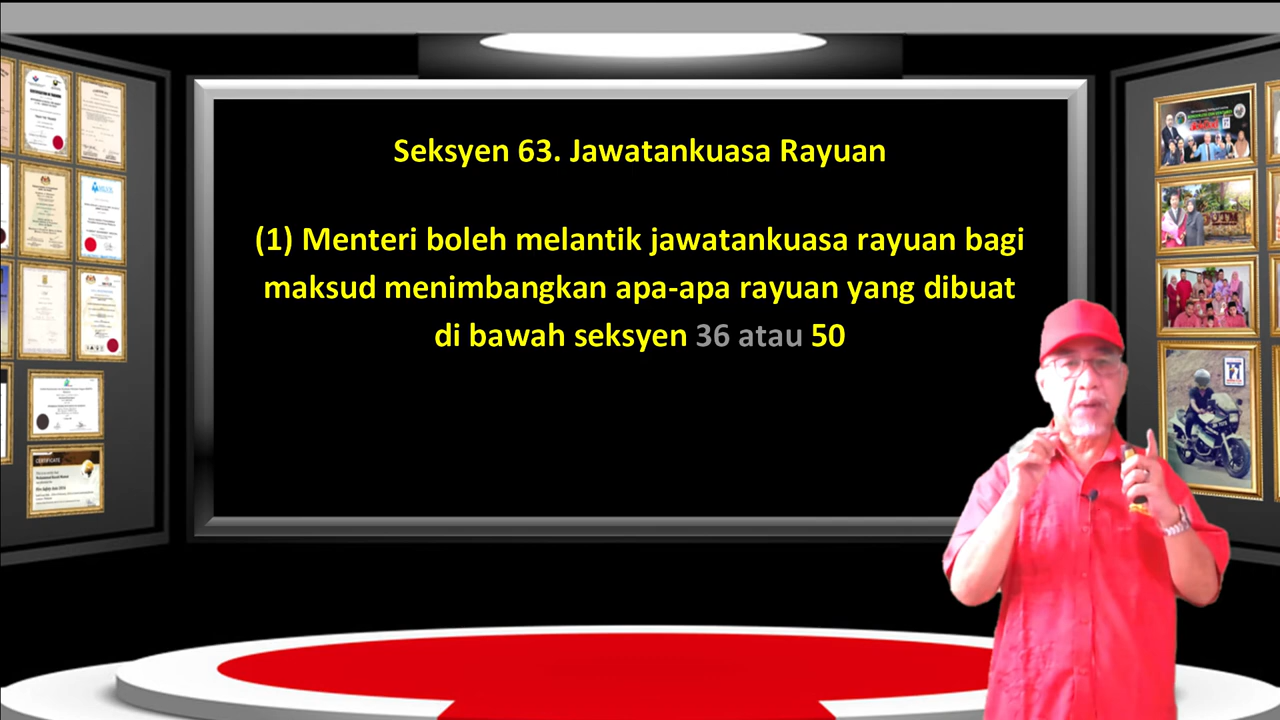 Seksyen 63. Jawatankuasa Rayuan
(1) Menteri boleh melantik jawatankuasa rayuan bagi
maksud menimbangkan apa-apa rayuan yang dibuat
di bawah seksyen 36 atau 50
CERTIFICATE